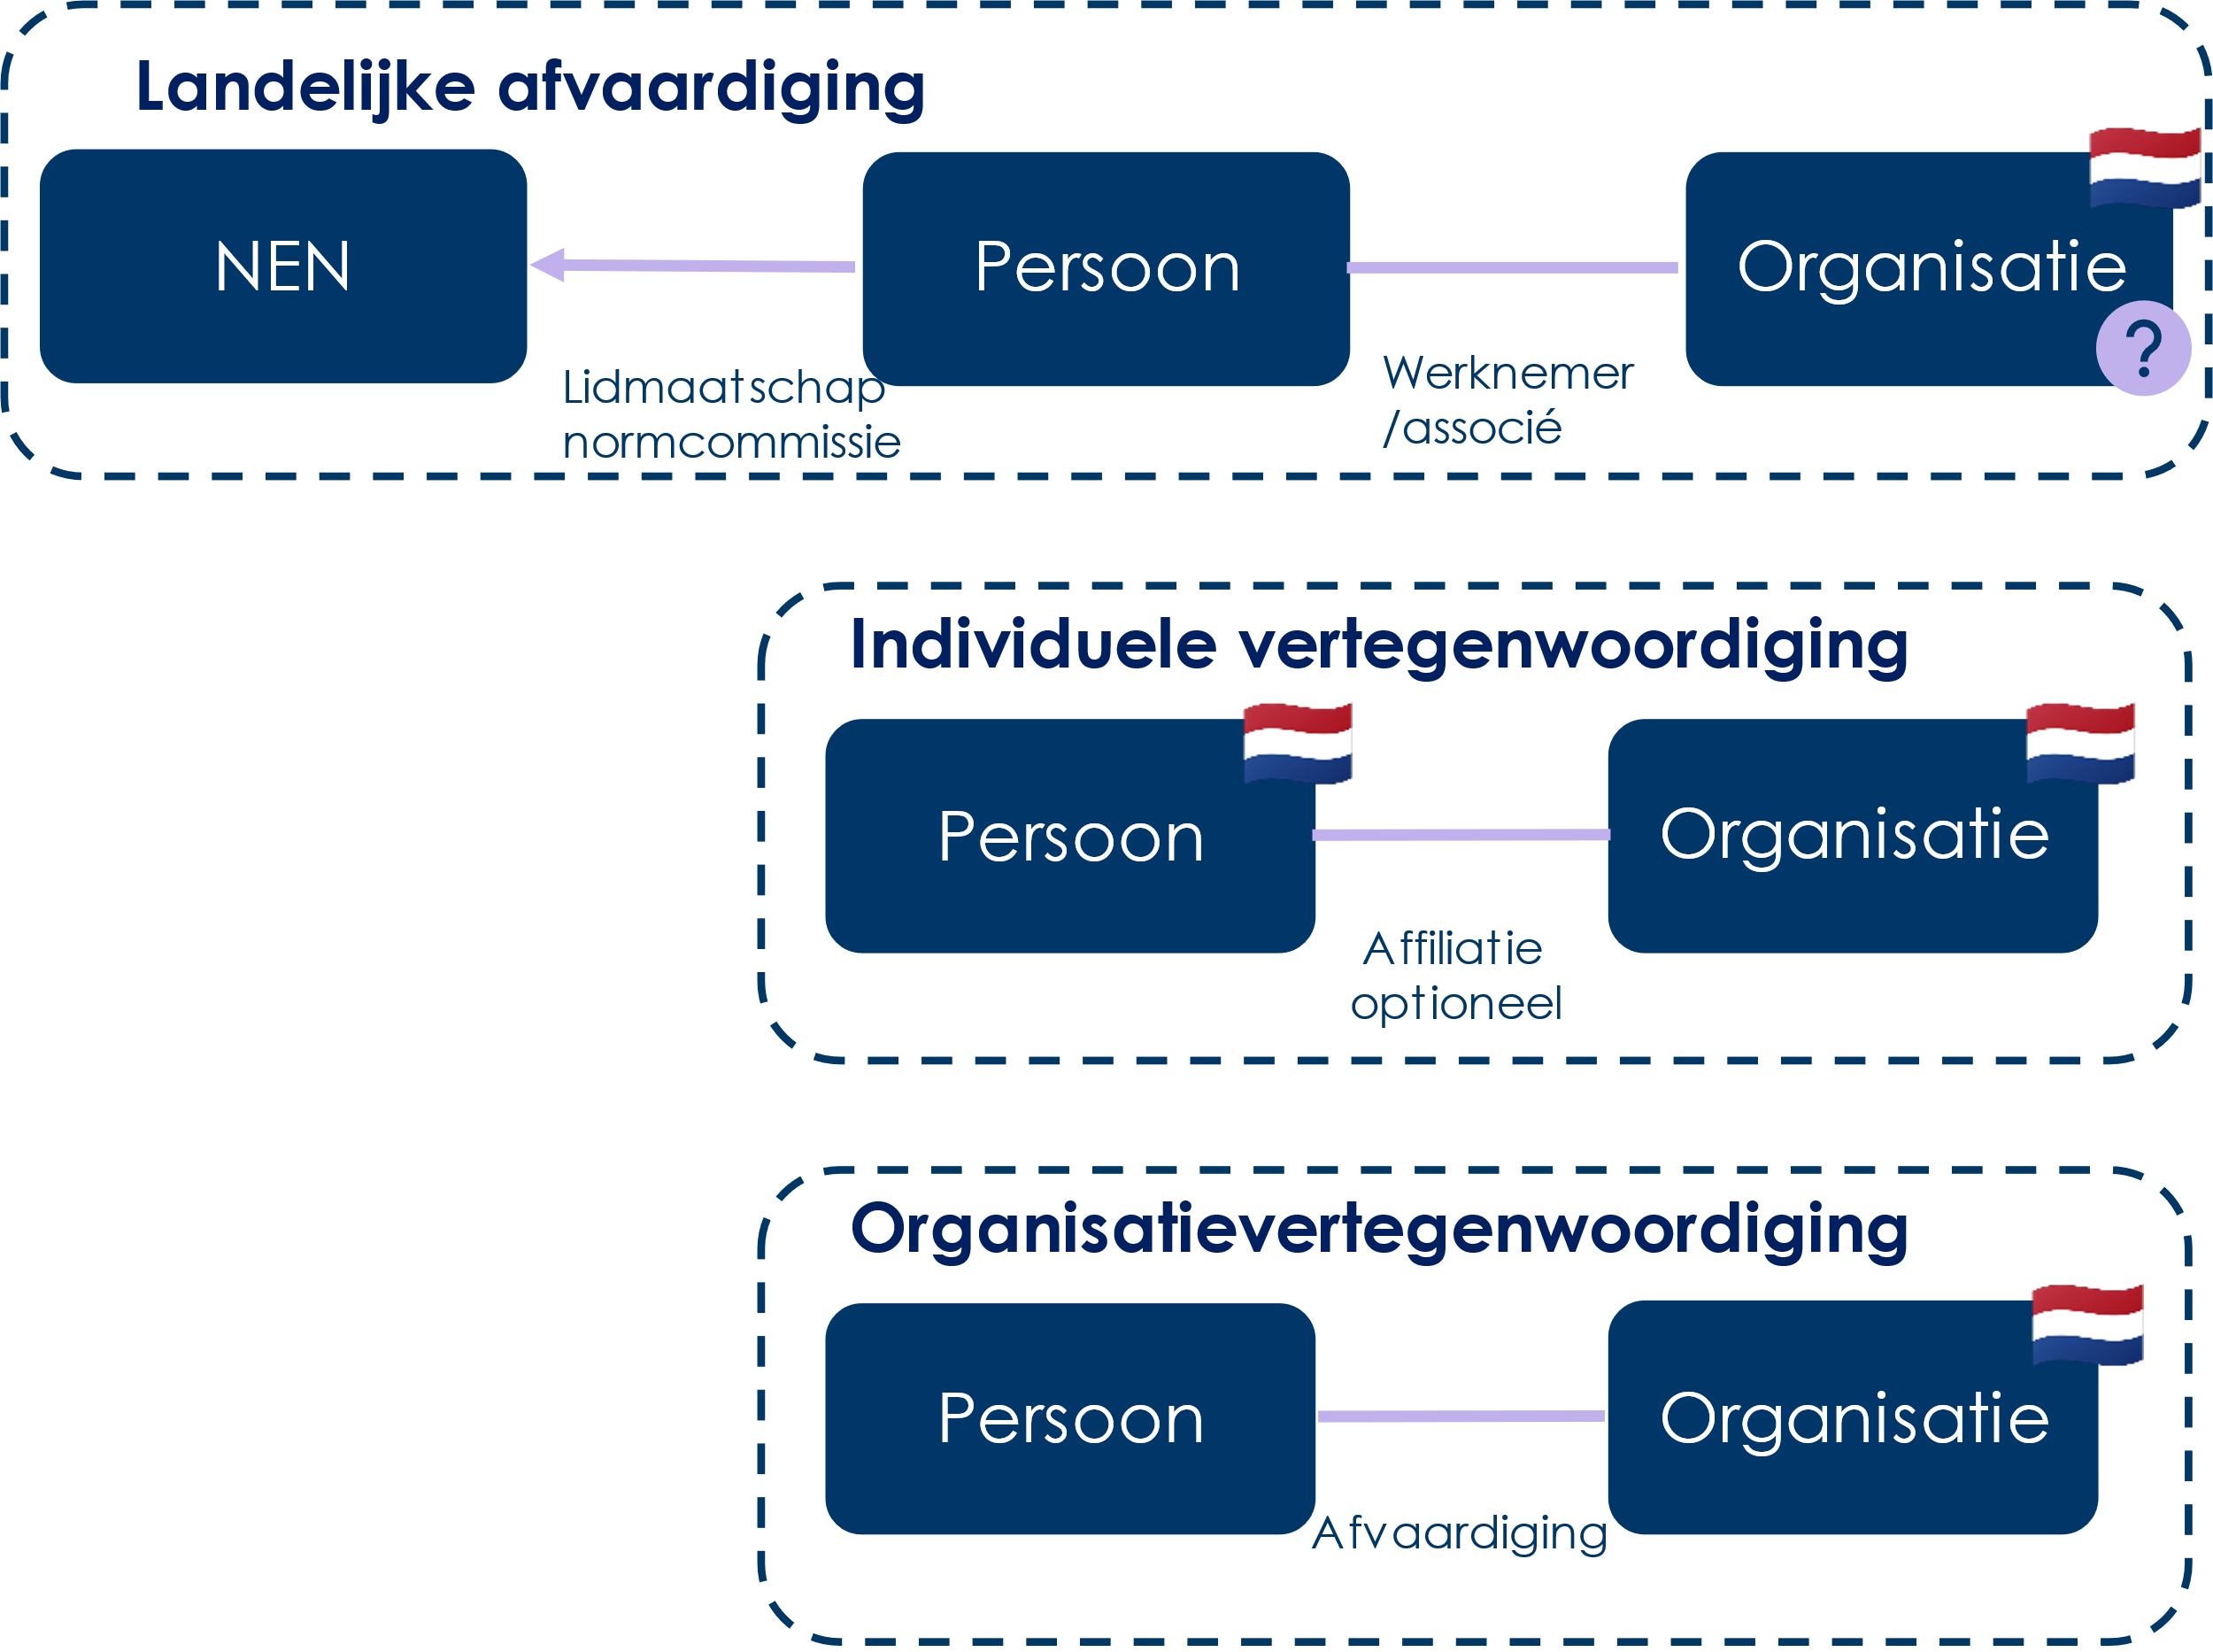 Landelijke afvaardiging
NEN
Persoon
Organisatie
?
Lidmaatschap
normcommissie
Werknemer
/associé
Individuele vertegenwoordiging
Persoon
Organisatie
Affiliatie
optioneel
Organisatievertegenwoordiging
Persoon
Organisatie
Afvaardiging